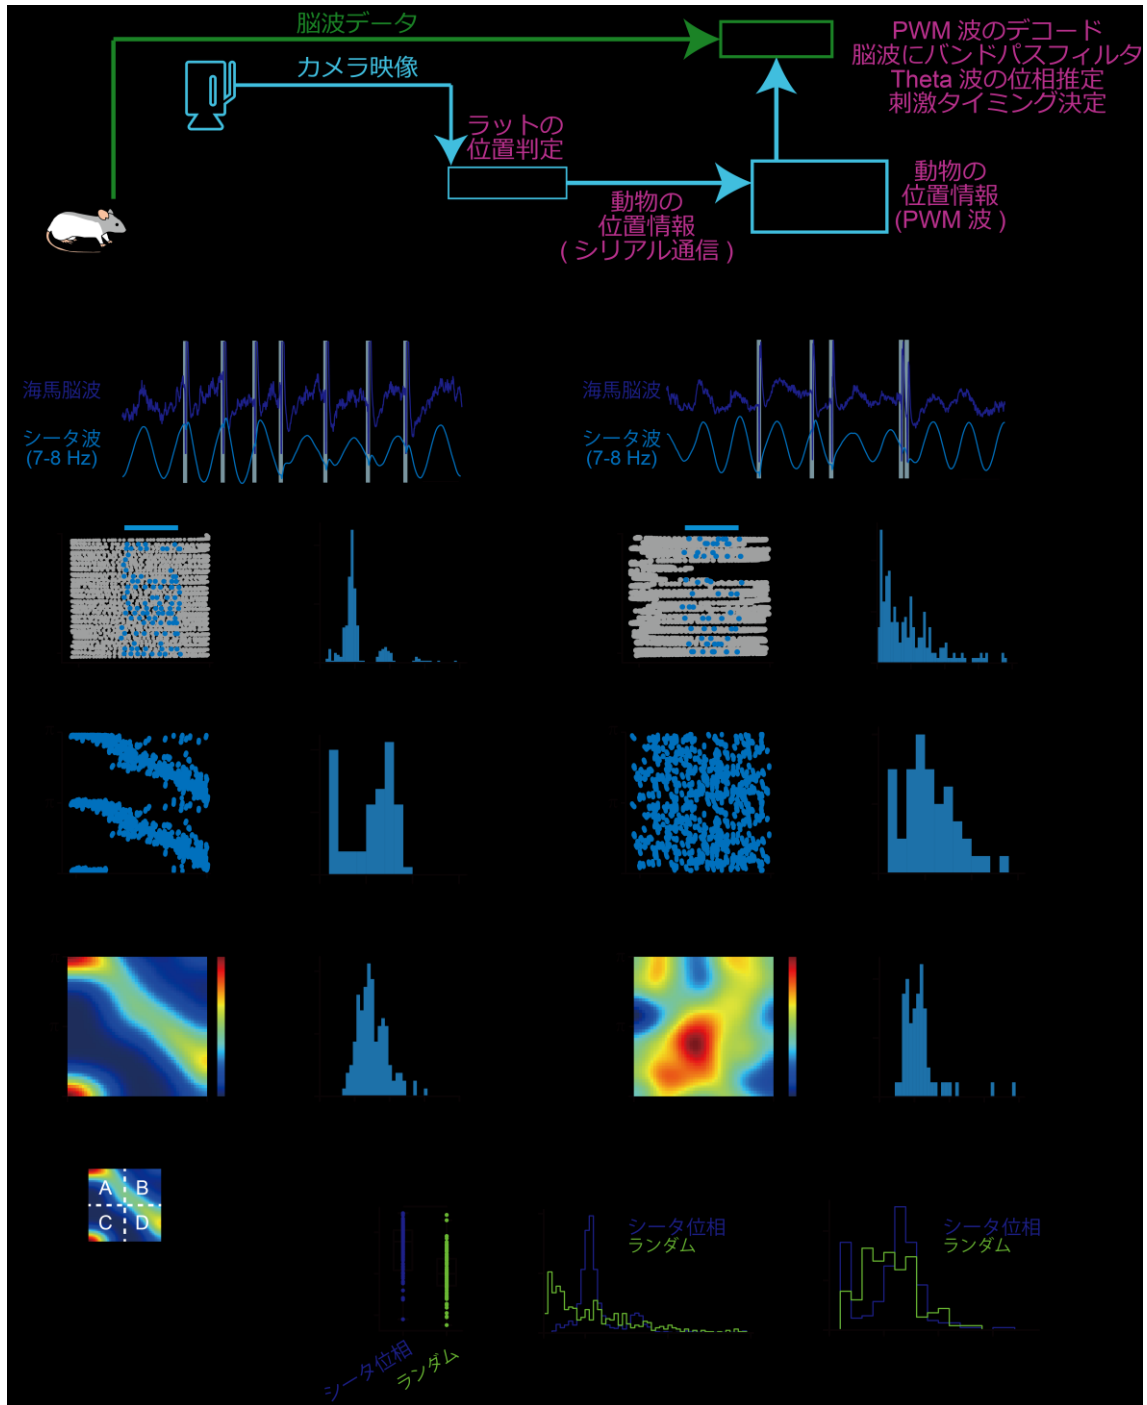 脳波データ
カメラ映像
PWM 波のデコード
脳波にバンドパスフィルタ
Theta 波の位相推定
刺激タイミング決定
ラットの
位置判定
動物の
位置情報
(シリアル通信)
動物の
位置情報
(PWM 波)
海馬脳波
シータ波
(7-8 Hz)
海馬脳波
シータ波
(7-8 Hz)
A B
C D
シータ位相
ランダム
シータ位相
ランダム
シータ位相
ランダム